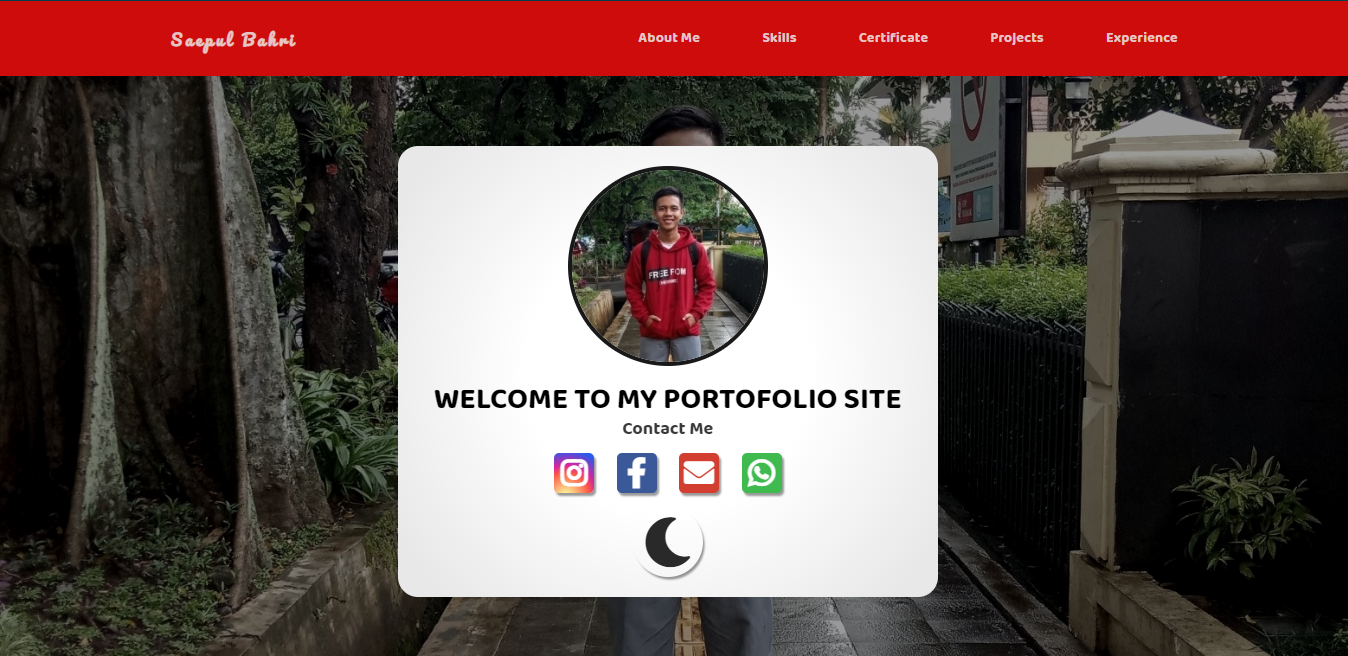 Saepul Bahri
About Me
Skills
Certificate
Projects
Experience
FREE FOM
WELCOME TO MY PORTOFOLIO SITE
Contact Me